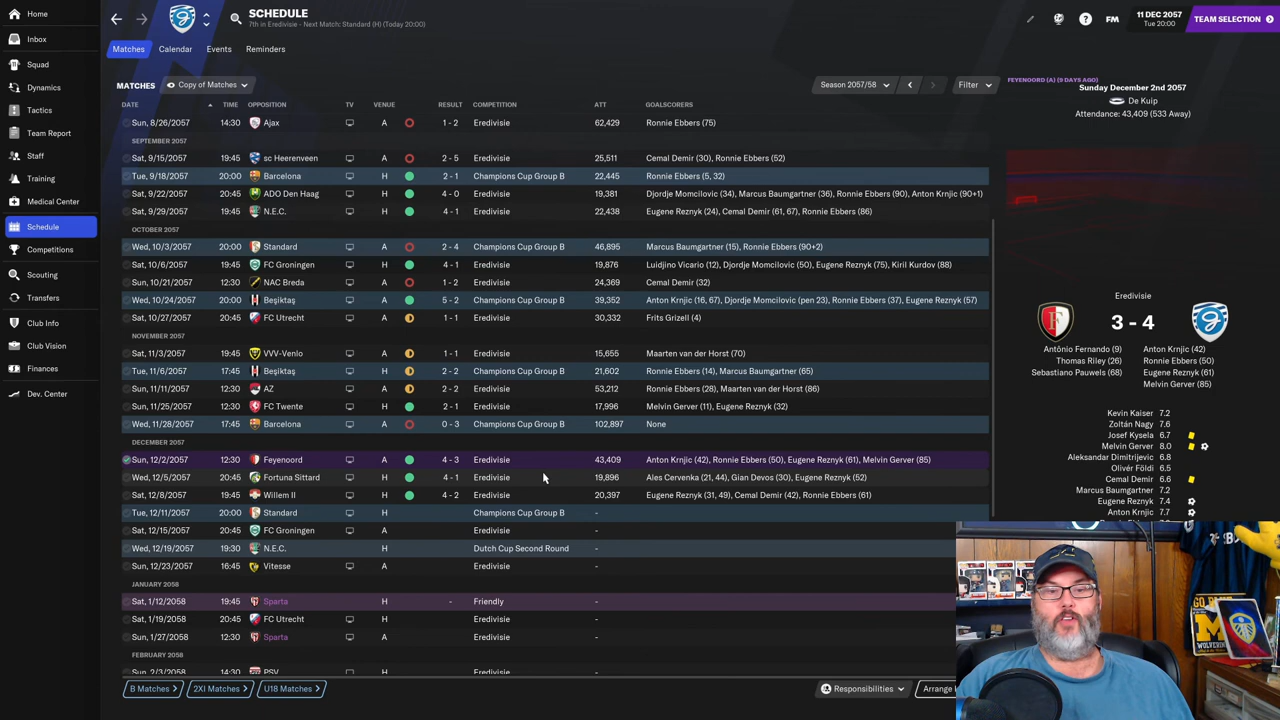 Home
Inbox
Squad
Dynamics
Tactics
Team Report
Staff
Training
Medical Center
Schedule
Competitions
Scouting
Transfers
Club Info
Club Vision
Finances
Dev. Center
SCHEDULE
7th in Eredivisie - Next Match: Standard (H) (Today 20:00)
FM
11 DEC 2057
Tue 20:00
TEAM SELECTION
Matches Calendar Events Reminders
MATCHES Copy of Matches Season 2057/58 Filter
DATE TIME OPPOSITION TV VENUE RESULT COMPETITION ATT GOALSCORERS
Sun, 8/26/2057 14:30 Ajax A 1 - 2 Eredivisie 62,429 Ronnie Ebbers (75)
SEPTEMBER 2057
Sat, 9/15/2057 19:45 sc Heerenveen A 2 - 5 Eredivisie 25,511 Cemal Demir (30), Ronnie Ebbers (52)
Tue, 9/18/2057 20:00 Barcelona H 2 - 1 Champions Cup Group B 22,445 Ronnie Ebbers (5, 32)
Sat, 9/22/2057 20:45 ADO Den Haag H 4 - 0 Eredivisie 19,381 Djordje Momcilovic (34), Marcus Baumgartner (36), Ronnie Ebbers (90), Anton Krnjic (90+1)
Sat, 9/29/2057 19:45 N.E.C. H 4 - 1 Eredivisie 22,438 Eugene Reznyk (24), Cemal Demir (61, 67), Ronnie Ebbers (86)
OCTOBER 2057
Wed, 10/3/2057 20:00 Standard A 2 - 4 Champions Cup Group B 46,895 Marcus Baumgartner (15), Ronnie Ebbers (90+2)
Sat, 10/6/2057 19:45 FC Groningen H 4 - 1 Eredivisie 19,876 Luidjino Vicario (12), Djordje Momcilovic (50), Eugene Reznyk (75), Kiril Kurdov (88)
Sun, 10/21/2057 12:30 NAC Breda A 1 - 2 Eredivisie 24,369 Cemal Demir (32)
Wed, 10/24/2057 20:00 Beşiktaş A 5 - 2 Champions Cup Group B 39,352 Anton Krnjic (16, 67), Djordje Momcilovic (pen 23), Ronnie Ebbers (37), Eugene Reznyk (57)
Sat, 10/27/2057 20:45 FC Utrecht A 1 - 1 Eredivisie 30,332 Frits Grizell (4)
NOVEMBER 2057
Sat, 11/3/2057 19:45 VVV-Venlo A 1 - 1 Eredivisie 15,655 Maarten van der Horst (70)
Tue, 11/6/2057 17:45 Beşiktaş H 2 - 2 Champions Cup Group B 21,602 Ronnie Ebbers (14), Marcus Baumgartner (65)
Sun, 11/11/2057 12:30 AZ A 2 - 2 Eredivisie 53,212 Ronnie Ebbers (28), Maarten van der Horst (86)
Sun, 11/25/2057 12:30 FC Twente H 2 - 1 Eredivisie 17,996 Melvin Gerver (11), Eugene Reznyk (32)
Wed, 11/28/2057 17:45 Barcelona A 0 - 3 Champions Cup Group B 102,897 None
DECEMBER 2057
Sun, 12/2/2057 12:30 Feyenoord A 4 - 3 Eredivisie 43,409 Anton Krnjic (42), Ronnie Ebbers (50), Eugene Reznyk (61), Melvin Gerver (85)
Wed, 12/5/2057 20:45 Fortuna Sittard H 4 - 1 Eredivisie 19,896 Ales Cervenka (21, 44), Gian Devos (30), Eugene Reznyk (52)
Sat, 12/8/2057 19:45 Willem II H 4 - 2 Eredivisie 20,397 Eugene Reznyk (31, 49), Cemal Demir (42), Ronnie Ebbers (61)
Tue, 12/11/2057 20:00 Standard H Champions Cup Group B -
Sat, 12/15/2057 20:45 FC Groningen A Eredivisie -
Wed, 12/19/2057 19:30 N.E.C. H Dutch Cup Second Round -
Sun, 12/23/2057 16:45 Vitesse A Eredivisie -
JANUARY 2058
Sat, 1/12/2058 19:45 Sparta H - Friendly -
Sat, 1/19/2058 20:45 FC Utrecht H Eredivisie -
Sun, 1/27/2058 12:30 Sparta A Eredivisie -
FEBRUARY 2058
Sun, 2/3/2058 14:30 PSV H Eredivisie -
B Matches 2XI Matches U18 Matches Responsibilities Arrange
FEYENOORD (A) (9 DAYS AGO)
Sunday December 2nd 2057
De Kuip
Attendance: 43,409 (533 Away)
Eredivisie
3 - 4
António Fernando (9) Anton Krnjic (42)
Thomas Riley (26) Ronnie Ebbers (50)
Sebastiano Pauwels (68) Eugene Reznyk (61)
Melvin Gerver (85)
Kevin Kaiser 7.2
Zoltán Nagy 7.6
Josef Kysela 6.7
Melvin Gerver 8.0
Aleksandar Dimitrijevic 6.8
Olivér Földi 6.5
Cemal Demir 6.6
Marcus Baumgartner 7.2
Eugene Reznyk 7.4
Anton Krnjic 7.7